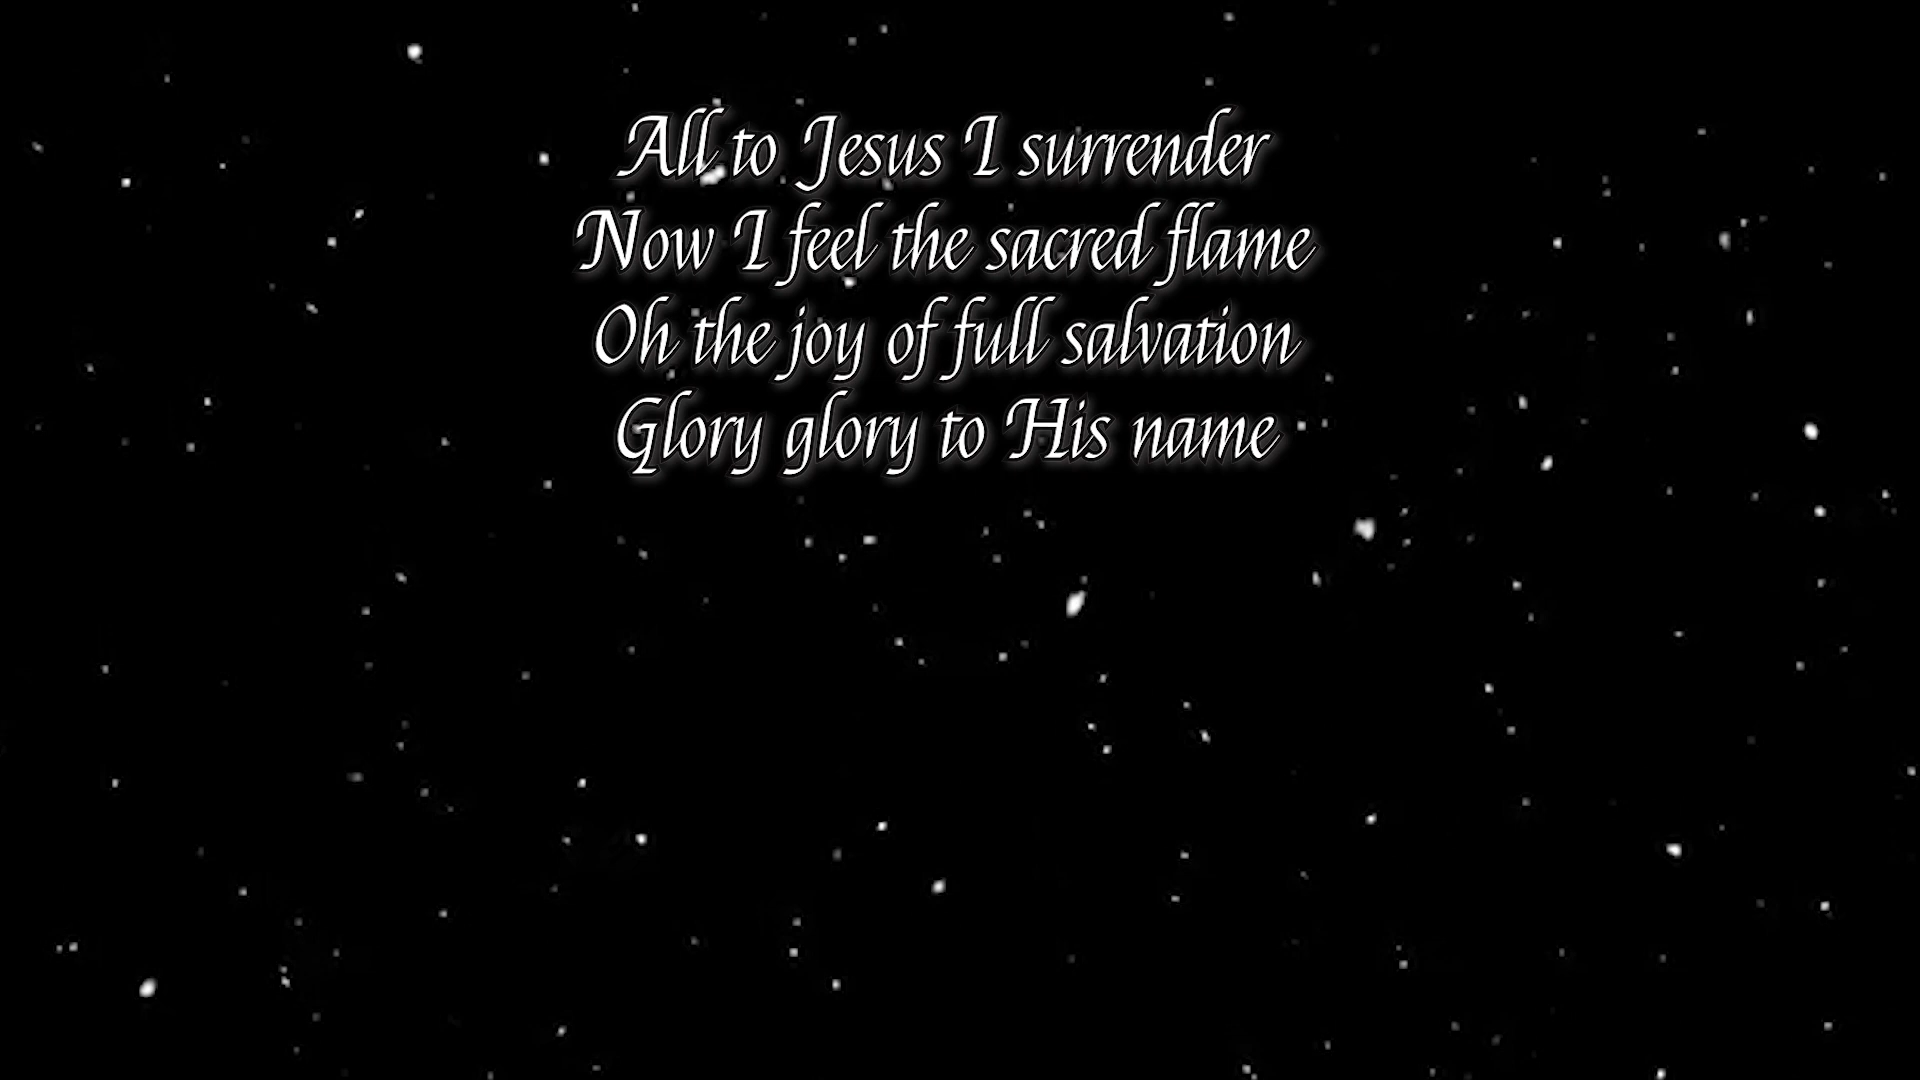 All to Jesus I surrender
Now I feel the sacred flame
Oh the joy of full salvation
Glory glory to His name